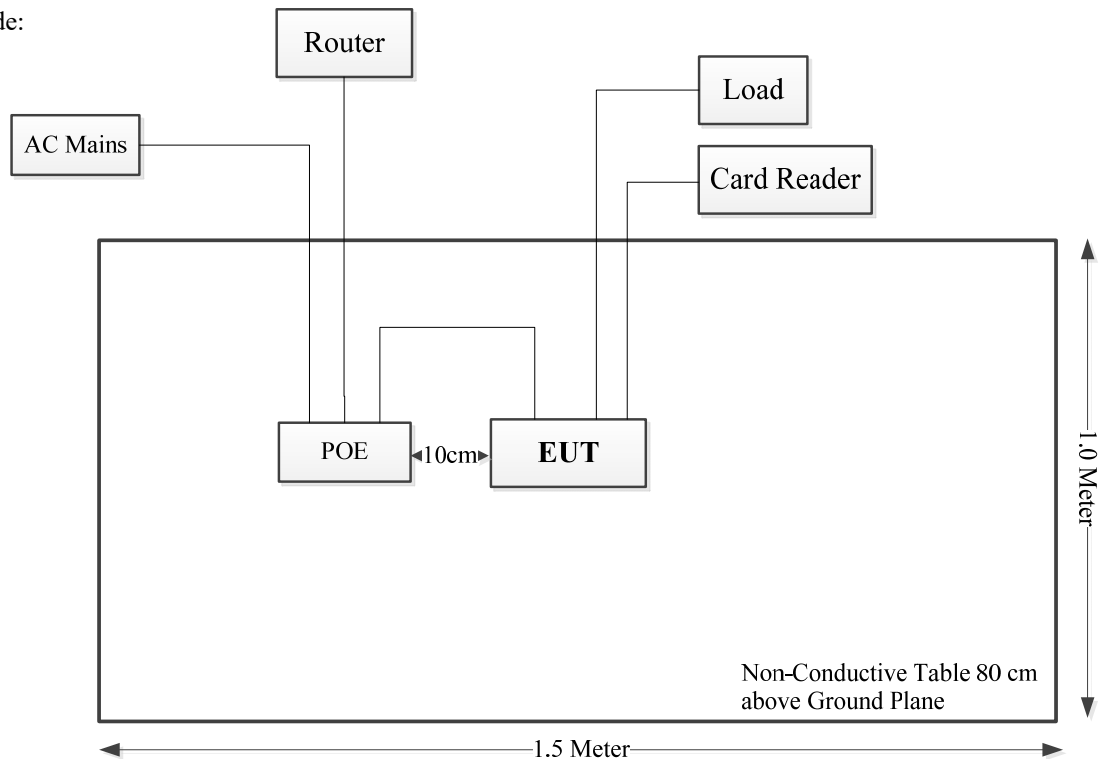 de:
Router
Load
AC Mains
Card Reader
POE
10cm
EUT
1.0 Meter
Non-Conductive Table 80 cm
above Ground Plane
1.5 Meter